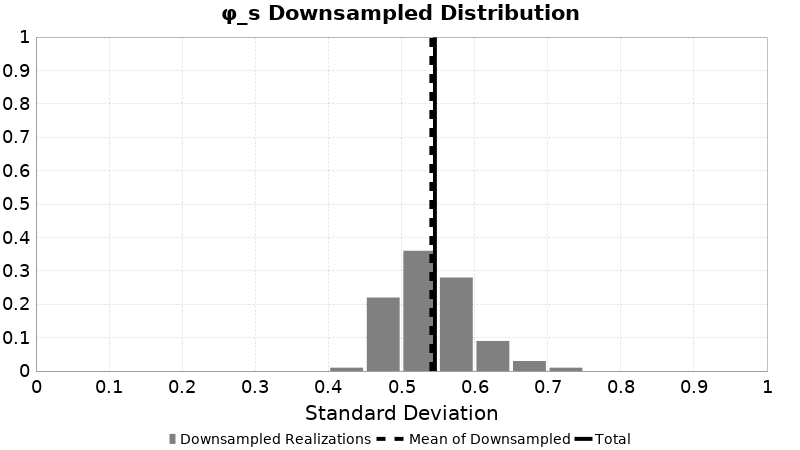 φ_s Downsampled Distribution
1
0.9
0.8
0.7
0.6
0.5
0.4
0.3
0.2
0.1
0
0 0.1 0.2 0.3 0.4 0.5 0.6 0.7 0.8 0.9 1
Standard Deviation
Downsampled Realizations Mean of Downsampled Total